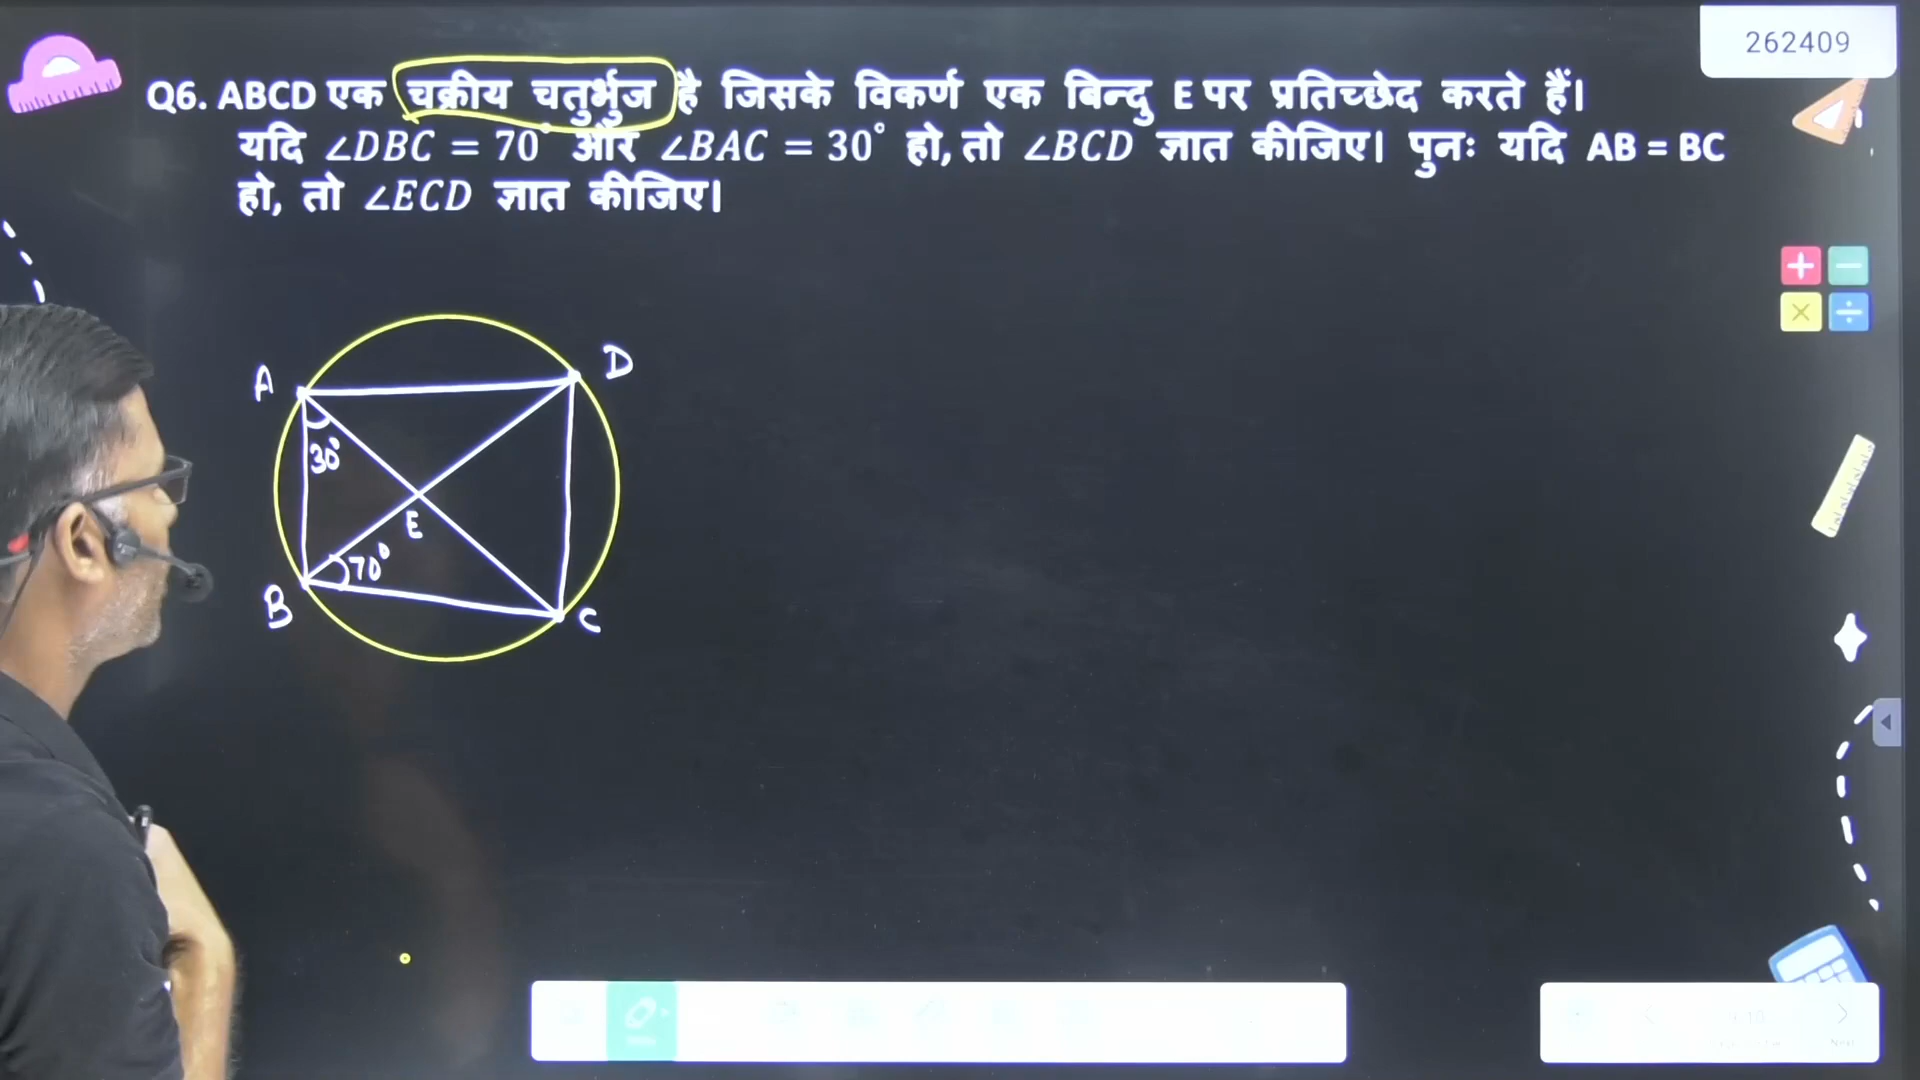 262409
Q6. ABCD एक चक्रीय चतुर्भुज है जिसके विकर्ण एक बिन्दु E पर प्रतिच्छेद करते हैं।
यदि ∠DBC = 70° और ∠BAC = 30° हो, तो ∠BCD ज्ञात कीजिए। पुनः यदि AB = BC
हो, तो ∠ECD ज्ञात कीजिए।
A
D
30°
E
70°
B
C